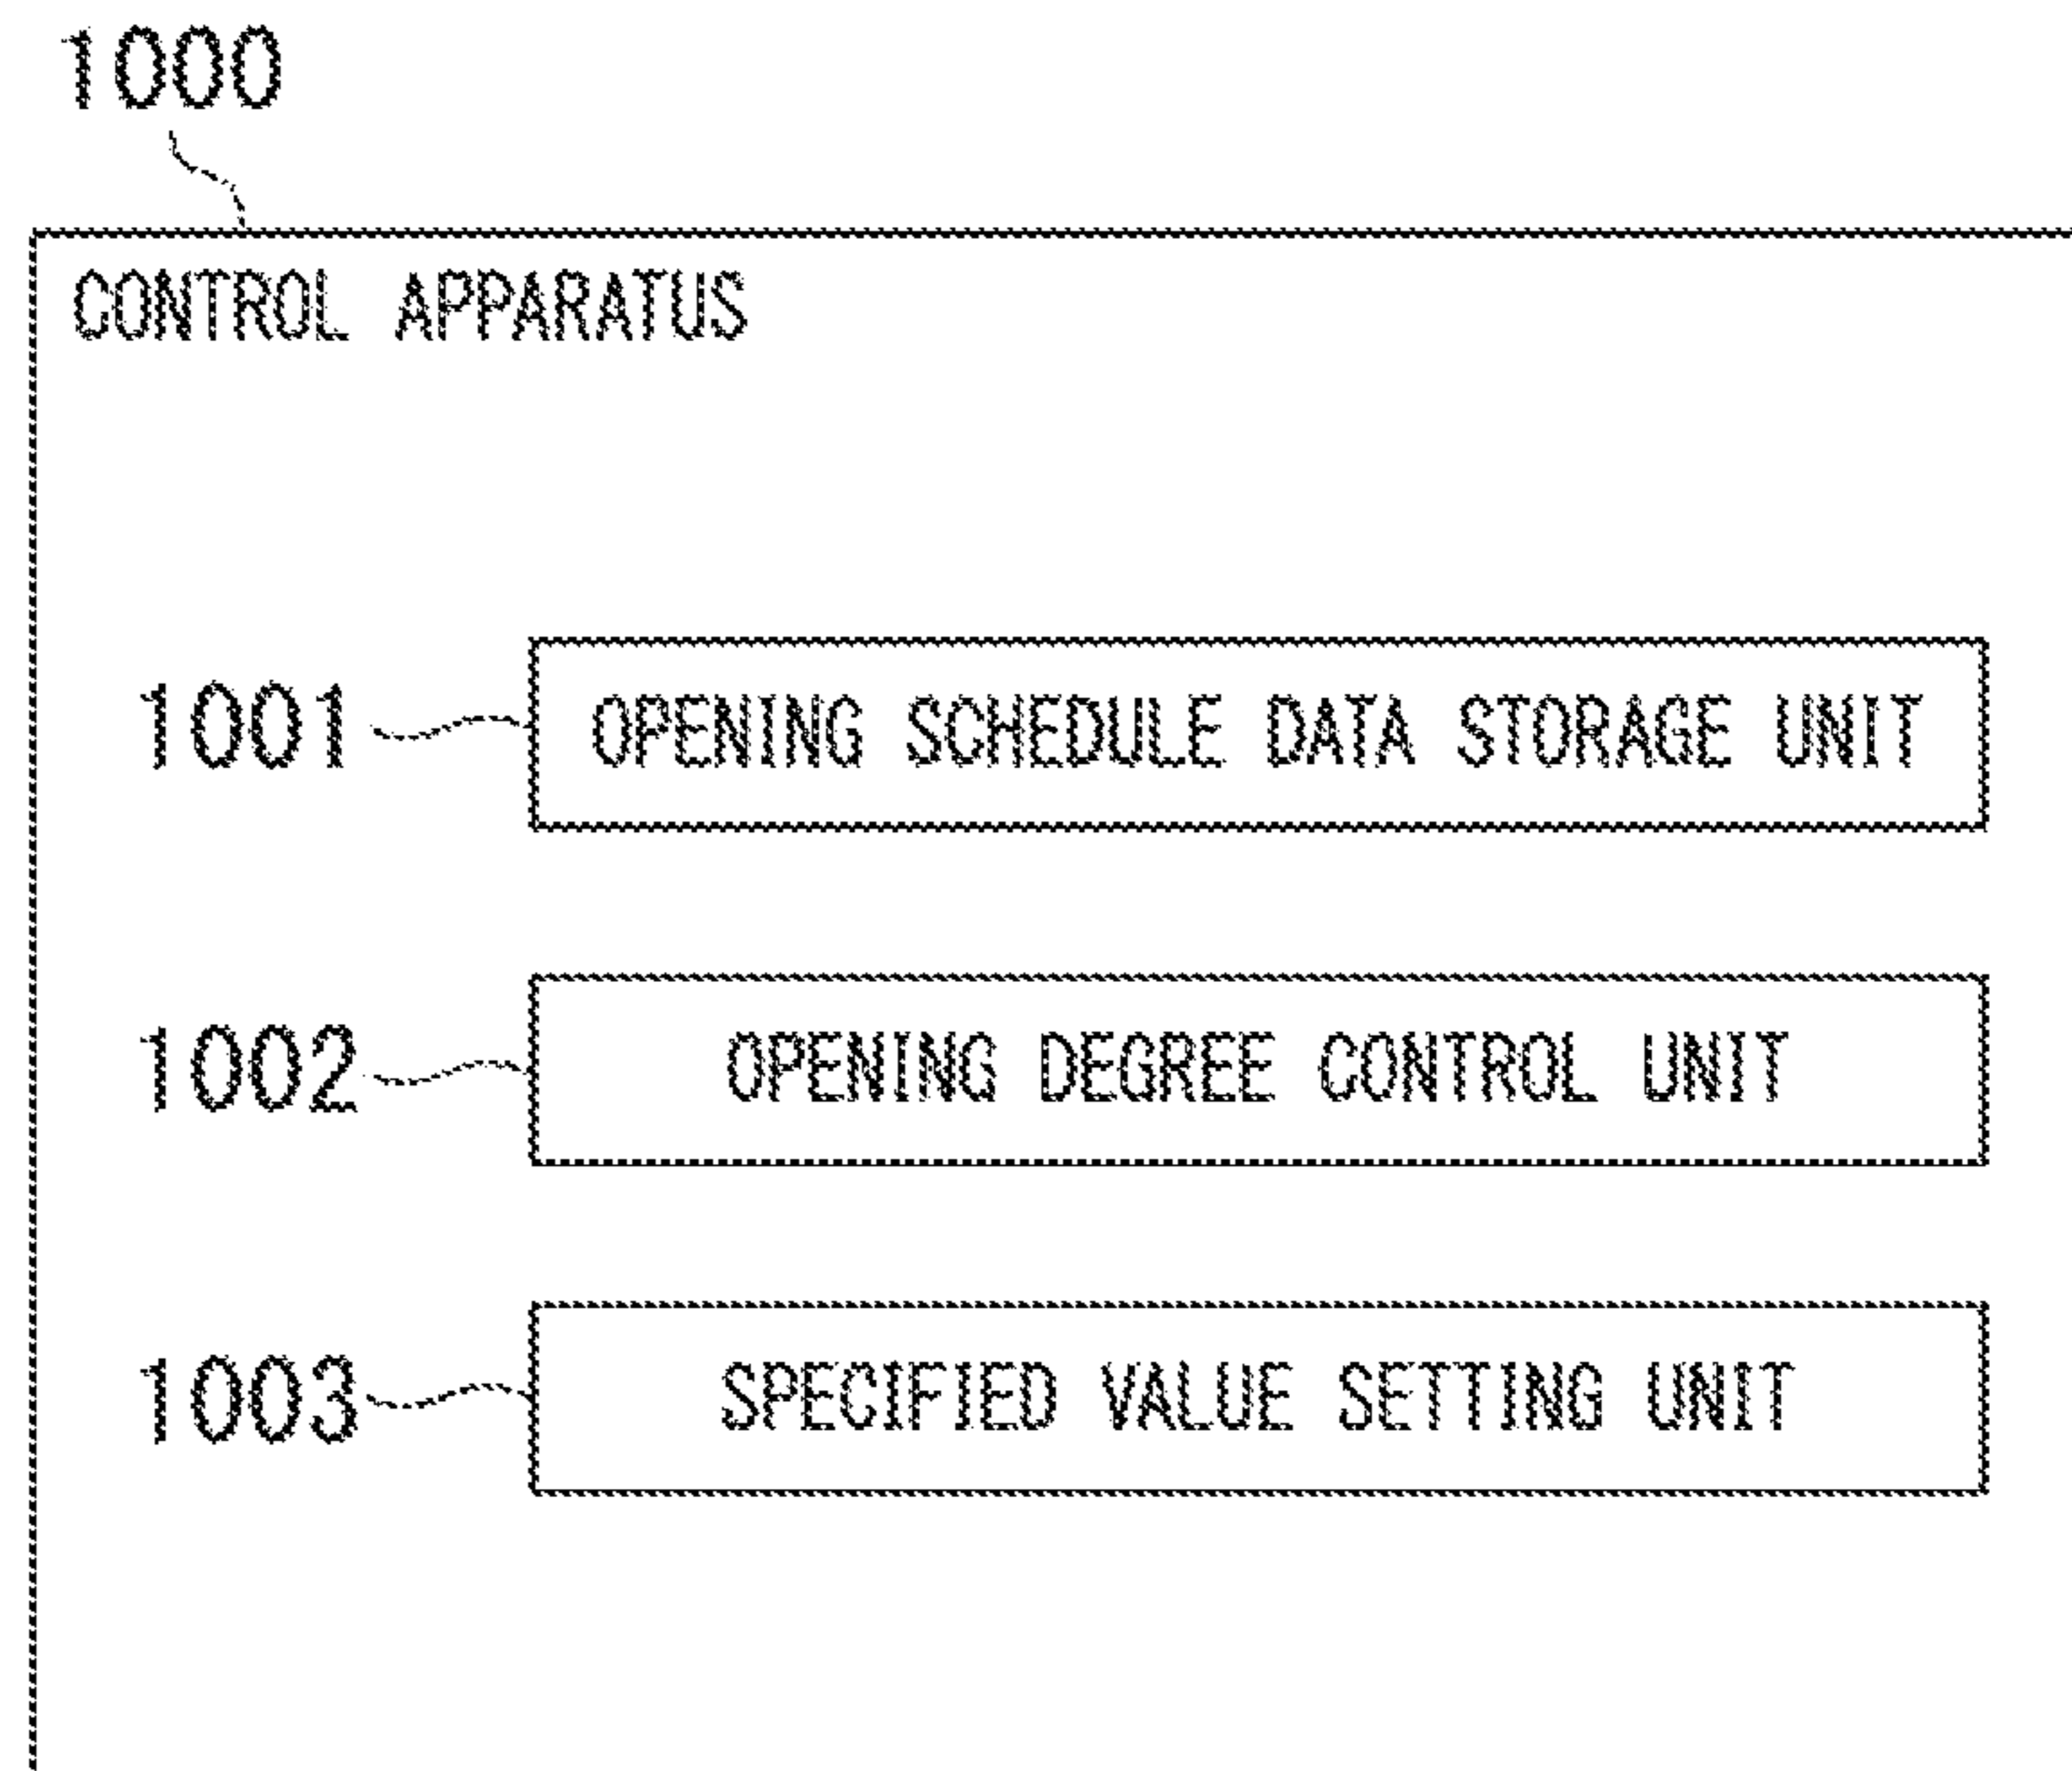 1000
CONTROL APPARATUS
1001 OPENING SCHEDULE DATA STORAGE UNIT
1002 OPENING DEGREE CONTROL UNIT
1003 SPECIFIED VALUE SETTING UNIT